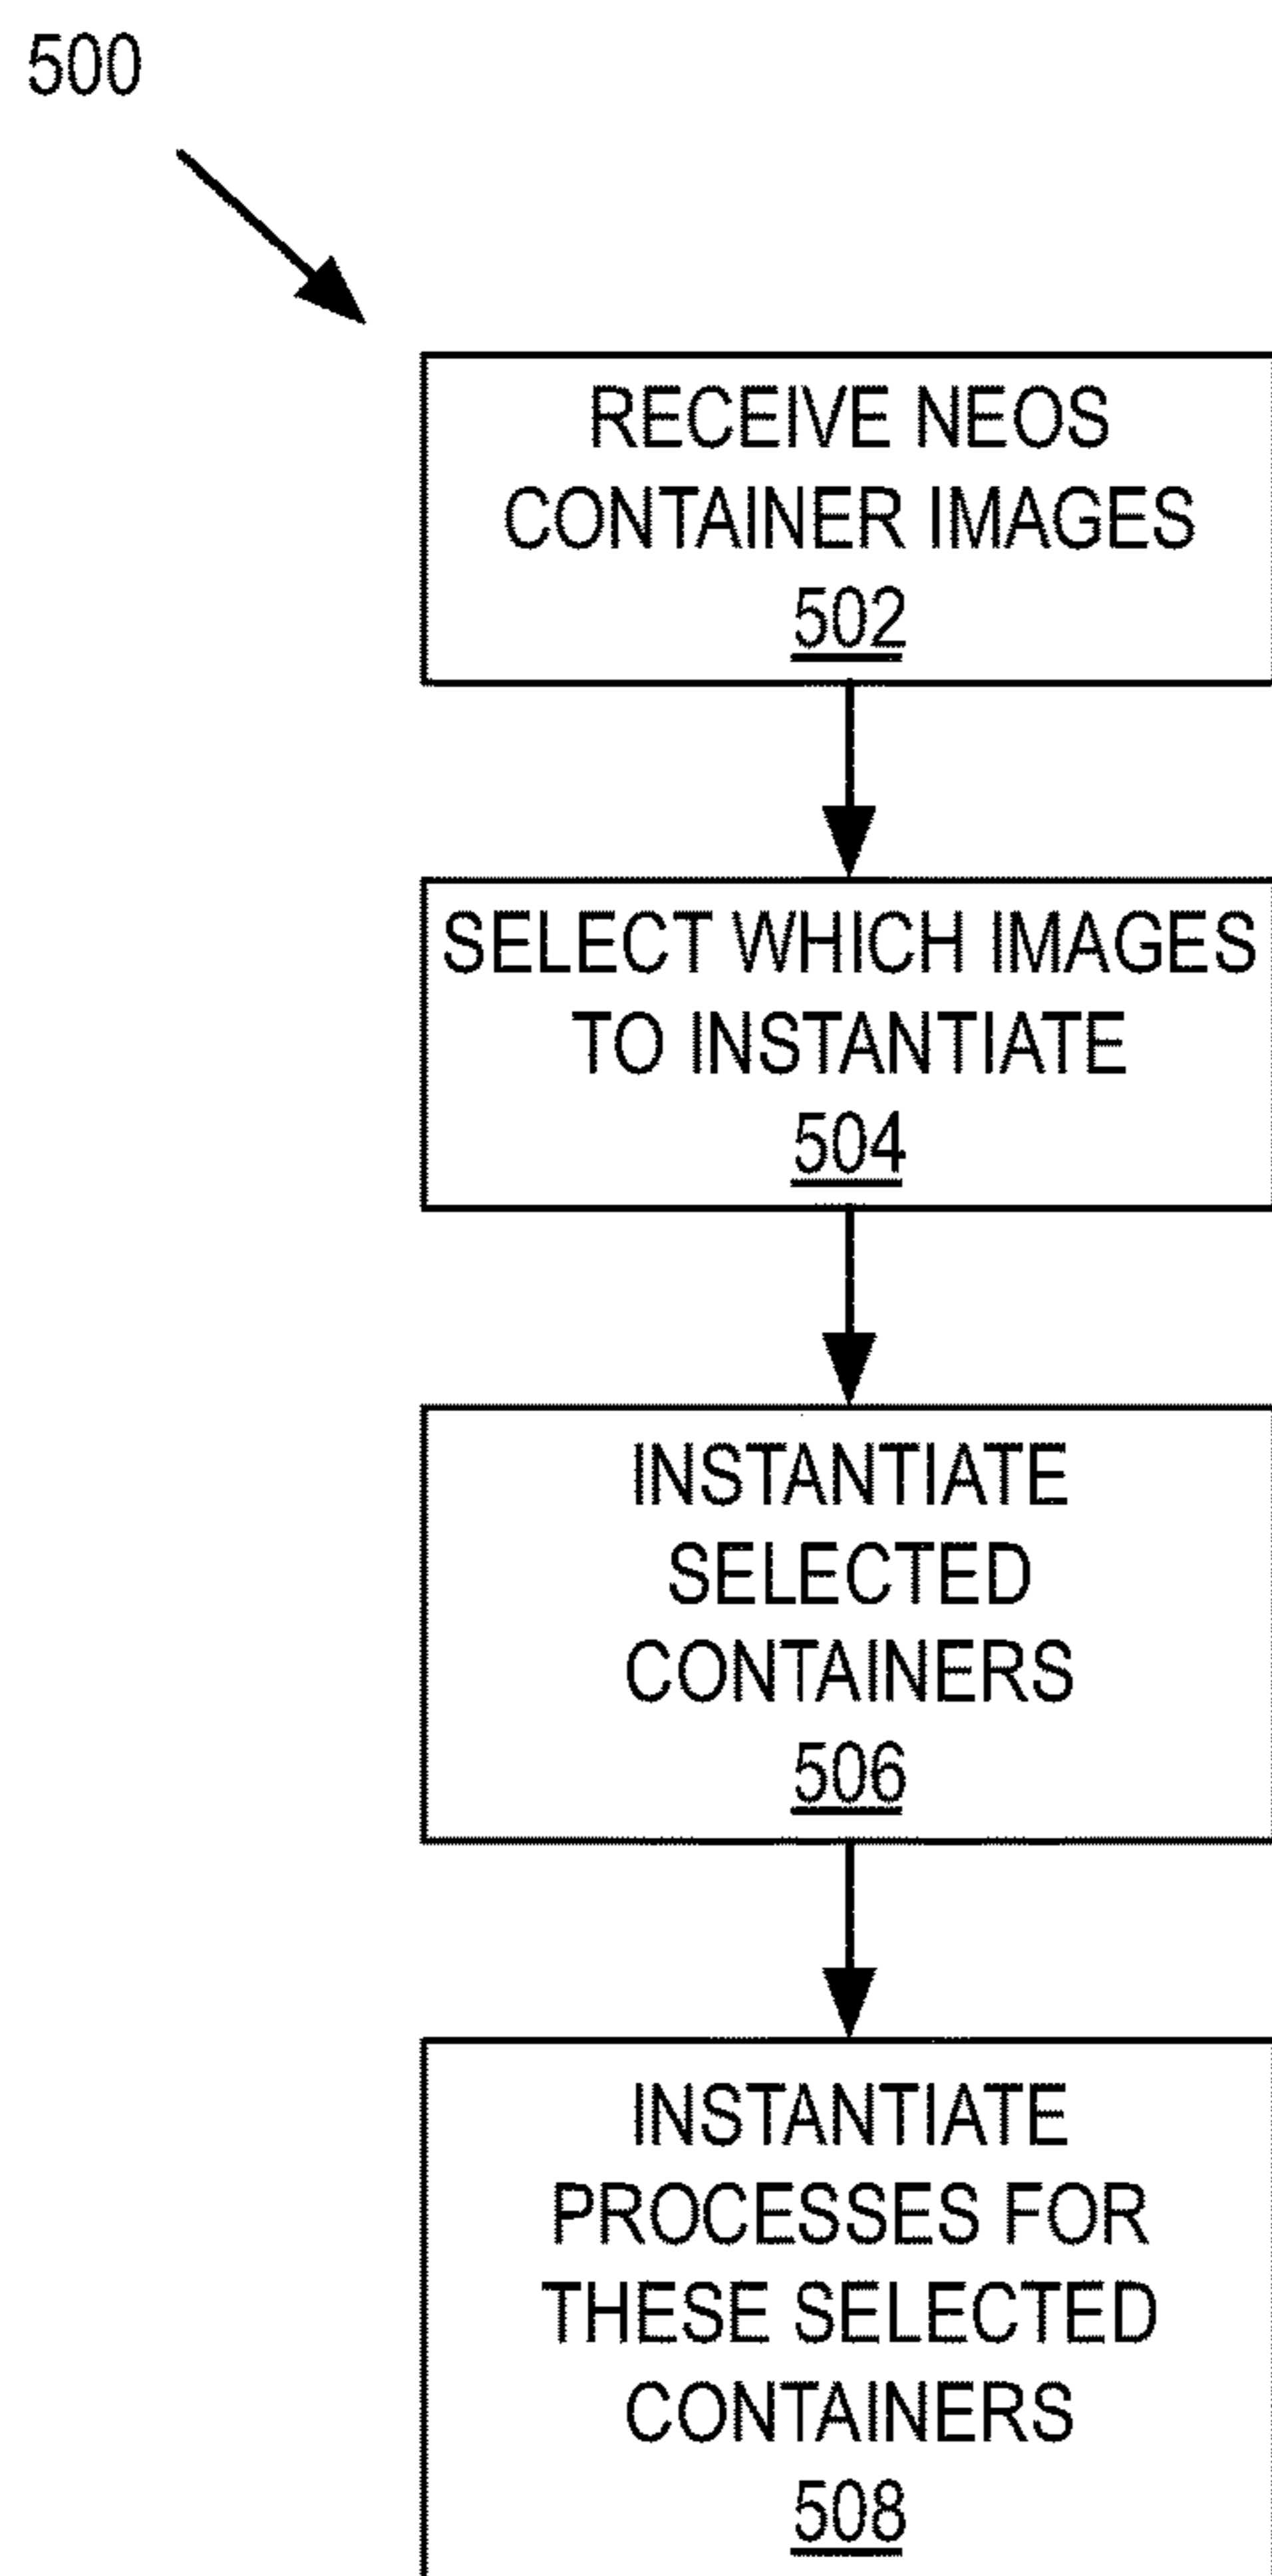 500
RECEIVE NEOS
CONTAINER IMAGES
502
SELECT WHICH IMAGES
TO INSTANTIATE
504
INSTANTIATE
SELECTED
CONTAINERS
506
INSTANTIATE
PROCESSES FOR
THESE SELECTED
CONTAINERS
508